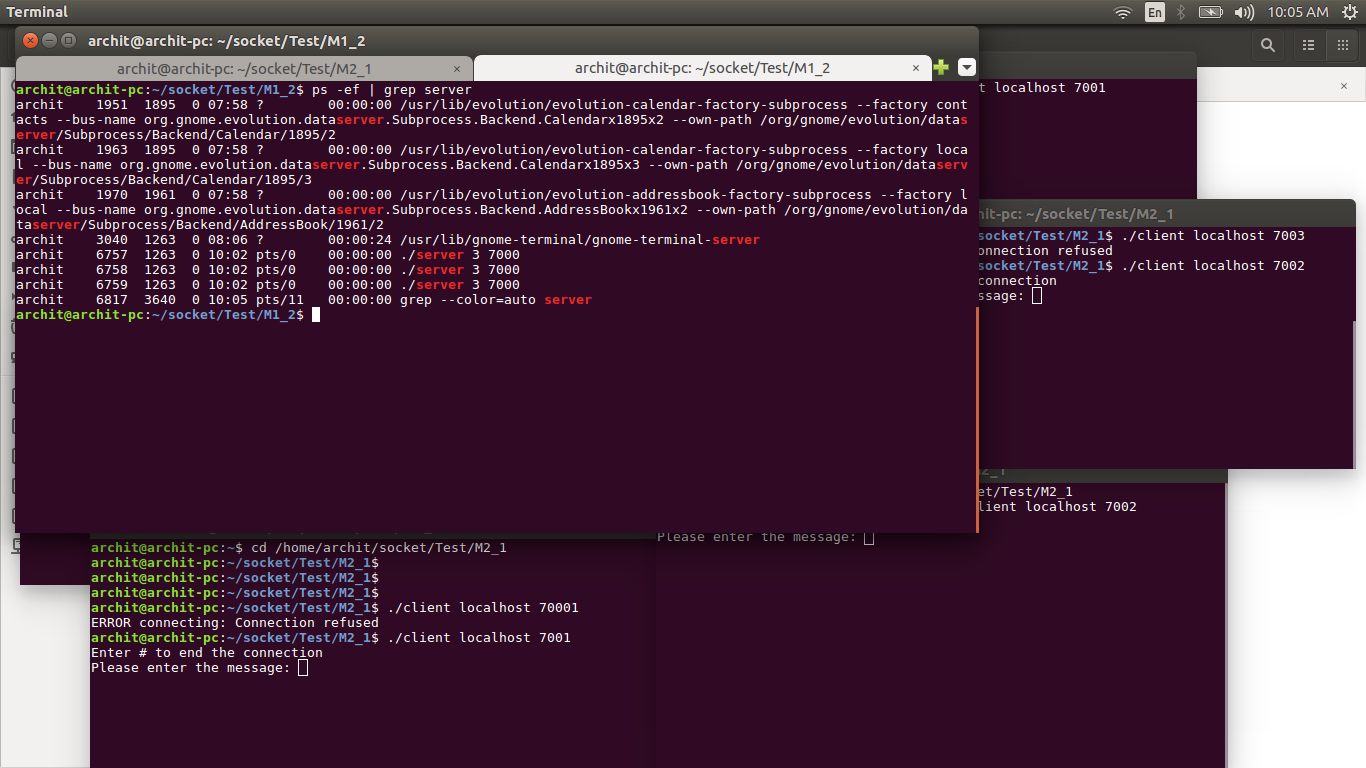 Terminal
En
10:05 AM
archit@archit-pc: ~/socket/Test/M1_2
archit@archit-pc: ~/socket/Test/M2_1 ×
archit@archit-pc: ~/socket/Test/M1_2 ×
archit@archit-pc:~/socket/Test/M1_2$ ps -ef | grep server
archit 1951 1895 0 07:58 ? 00:00:00 /usr/lib/evolution/evolution-calendar-factory-subprocess --factory cont
acts --bus-name org.gnome.evolution.dataserver.Subprocess.Backend.Calendarx1895x2 --own-path /org/gnome/evolution/datas
erver/Subprocess/Backend/Calendar/1895/2
archit 1963 1895 0 07:58 ? 00:00:00 /usr/lib/evolution/evolution-calendar-factory-subprocess --factory loca
l --bus-name org.gnome.evolution.dataserver.Subprocess.Backend.Calendarx1895x3 --own-path /org/gnome/evolution/dataserv
er/Subprocess/Backend/Calendar/1895/3
archit 1970 1961 0 07:58 ? 00:00:00 /usr/lib/evolution/evolution-addressbook-factory-subprocess --factory l
ocal --bus-name org.gnome.evolution.dataserver.Subprocess.Backend.AddressBookx1961x2 --own-path /org/gnome/evolution/da
taserver/Subprocess/Backend/AddressBook/1961/2
archit 3040 1263 0 08:06 ? 00:00:24 /usr/lib/gnome-terminal/gnome-terminal-server
archit 6757 1263 0 10:02 pts/0 00:00:00 ./server 3 7000
archit 6758 1263 0 10:02 pts/0 00:00:00 ./server 3 7000
archit 6759 1263 0 10:02 pts/0 00:00:00 ./server 3 7000
archit 6817 3640 0 10:05 pts/11 00:00:00 grep --color=auto server
archit@archit-pc:~/socket/Test/M1_2$
t localhost 7001
hit-pc: ~/socket/Test/M2_1
socket/Test/M2_1$ ./client localhost 7003
onnection refused
socket/Test/M2_1$ ./client localhost 7002
connection
ssage:
M2_1
et/Test/M2_1
lient localhost 7002
Please enter the message:
archit@archit-pc:~$ cd /home/archit/socket/Test/M2_1
archit@archit-pc:~/socket/Test/M2_1$
archit@archit-pc:~/socket/Test/M2_1$
archit@archit-pc:~/socket/Test/M2_1$
archit@archit-pc:~/socket/Test/M2_1$ ./client localhost 70001
ERROR connecting: Connection refused
archit@archit-pc:~/socket/Test/M2_1$ ./client localhost 7001
Enter # to end the connection
Please enter the message: